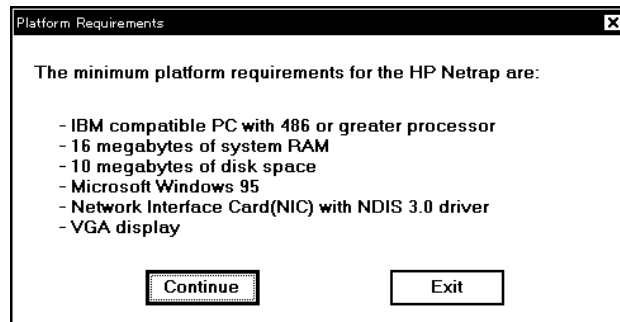 Platform Requirements
The minimum platform requirements for the HP Netrap are:
- IBM compatible PC with 486 or greater processor
- 16 megabytes of system RAM
- 10 megabytes of disk space
- Microsoft Windows 95
- Network Interface Card(NIC) with NDIS 3.0 driver
- VGA display
Continue
Exit